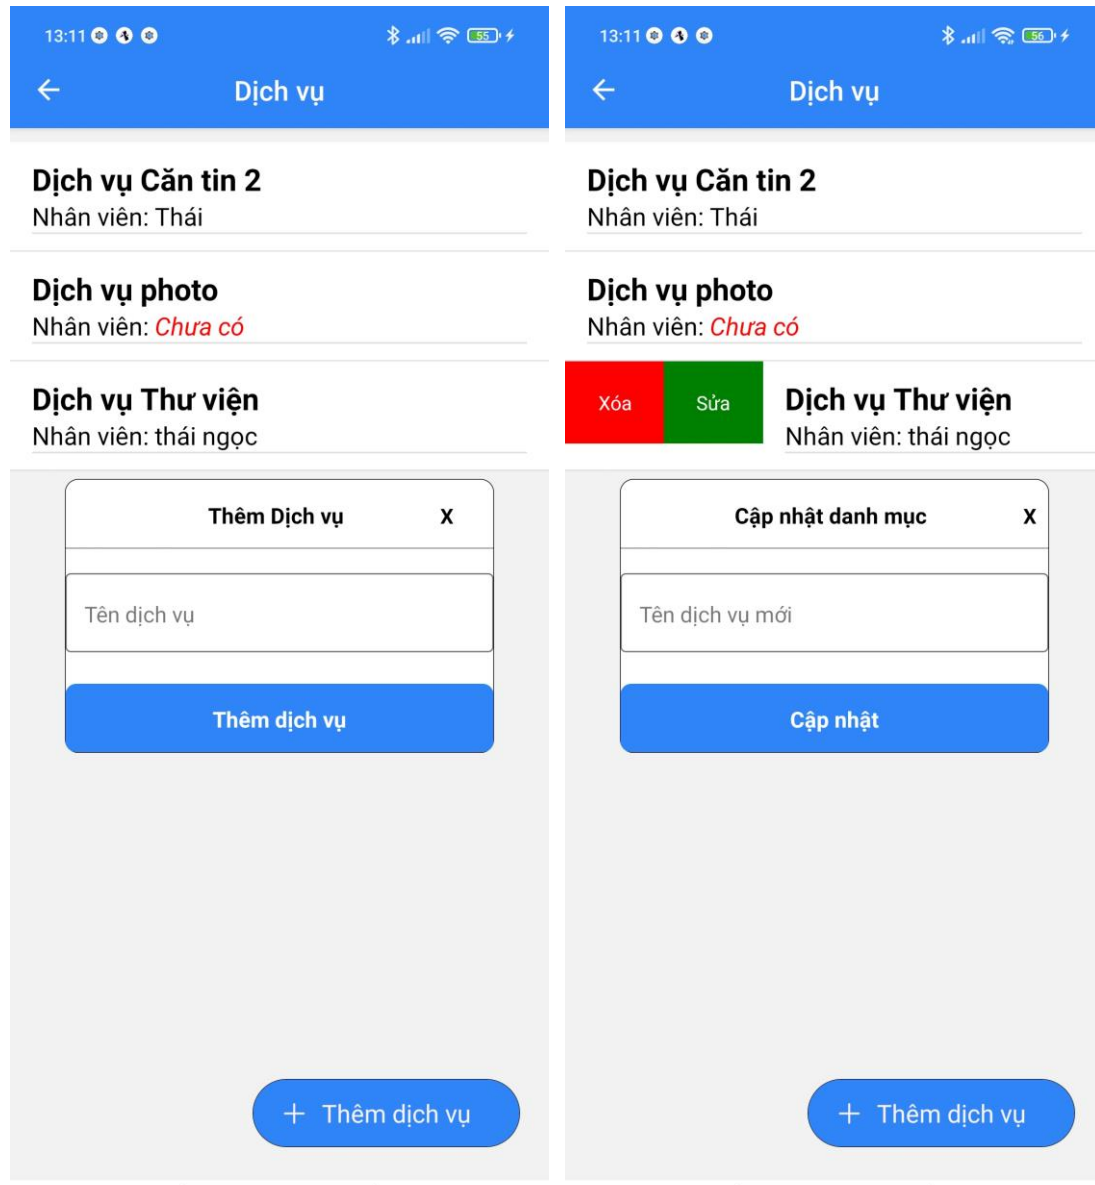 13:11
55
Dịch vụ
Dịch vụ Căn tin 2
Nhân viên: Thái
Dịch vụ photo
Nhân viên: Chưa có
Dịch vụ Thư viện
Nhân viên: thái ngọc
Thêm Dịch vụ X
Tên dịch vụ
Thêm dịch vụ
+ Thêm dịch vụ
13:11
56
Dịch vụ
Dịch vụ Căn tin 2
Nhân viên: Thái
Dịch vụ photo
Nhân viên: Chưa có
Xóa Sửa
Dịch vụ Thư viện
Nhân viên: thái ngọc
Cập nhật danh mục X
Tên dịch vụ mới
Cập nhật
+ Thêm dịch vụ